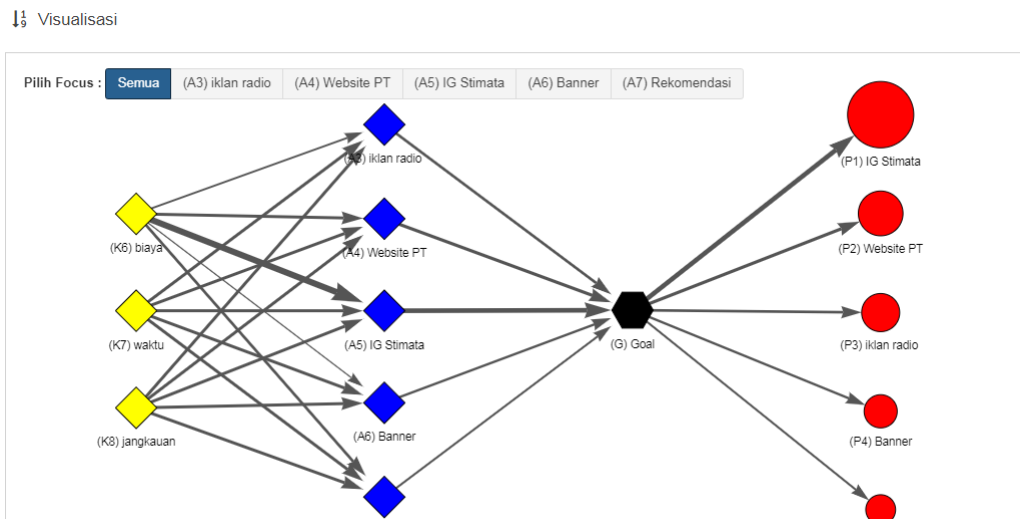 Visualisasi
Pilih Focus : Semua (A3) iklan radio (A4) Website PT (A5) IG Stimata (A6) Banner (A7) Rekomendasi
(A3) iklan radio
(P1) IG Stimata
(K6) biaya
(A4) Website PT
(P2) Website PT
(K7) waktu
(A5) IG Stimata
(G) Goal
(P3) iklan radio
(K8) jangkauan
(A6) Banner
(P4) Banner